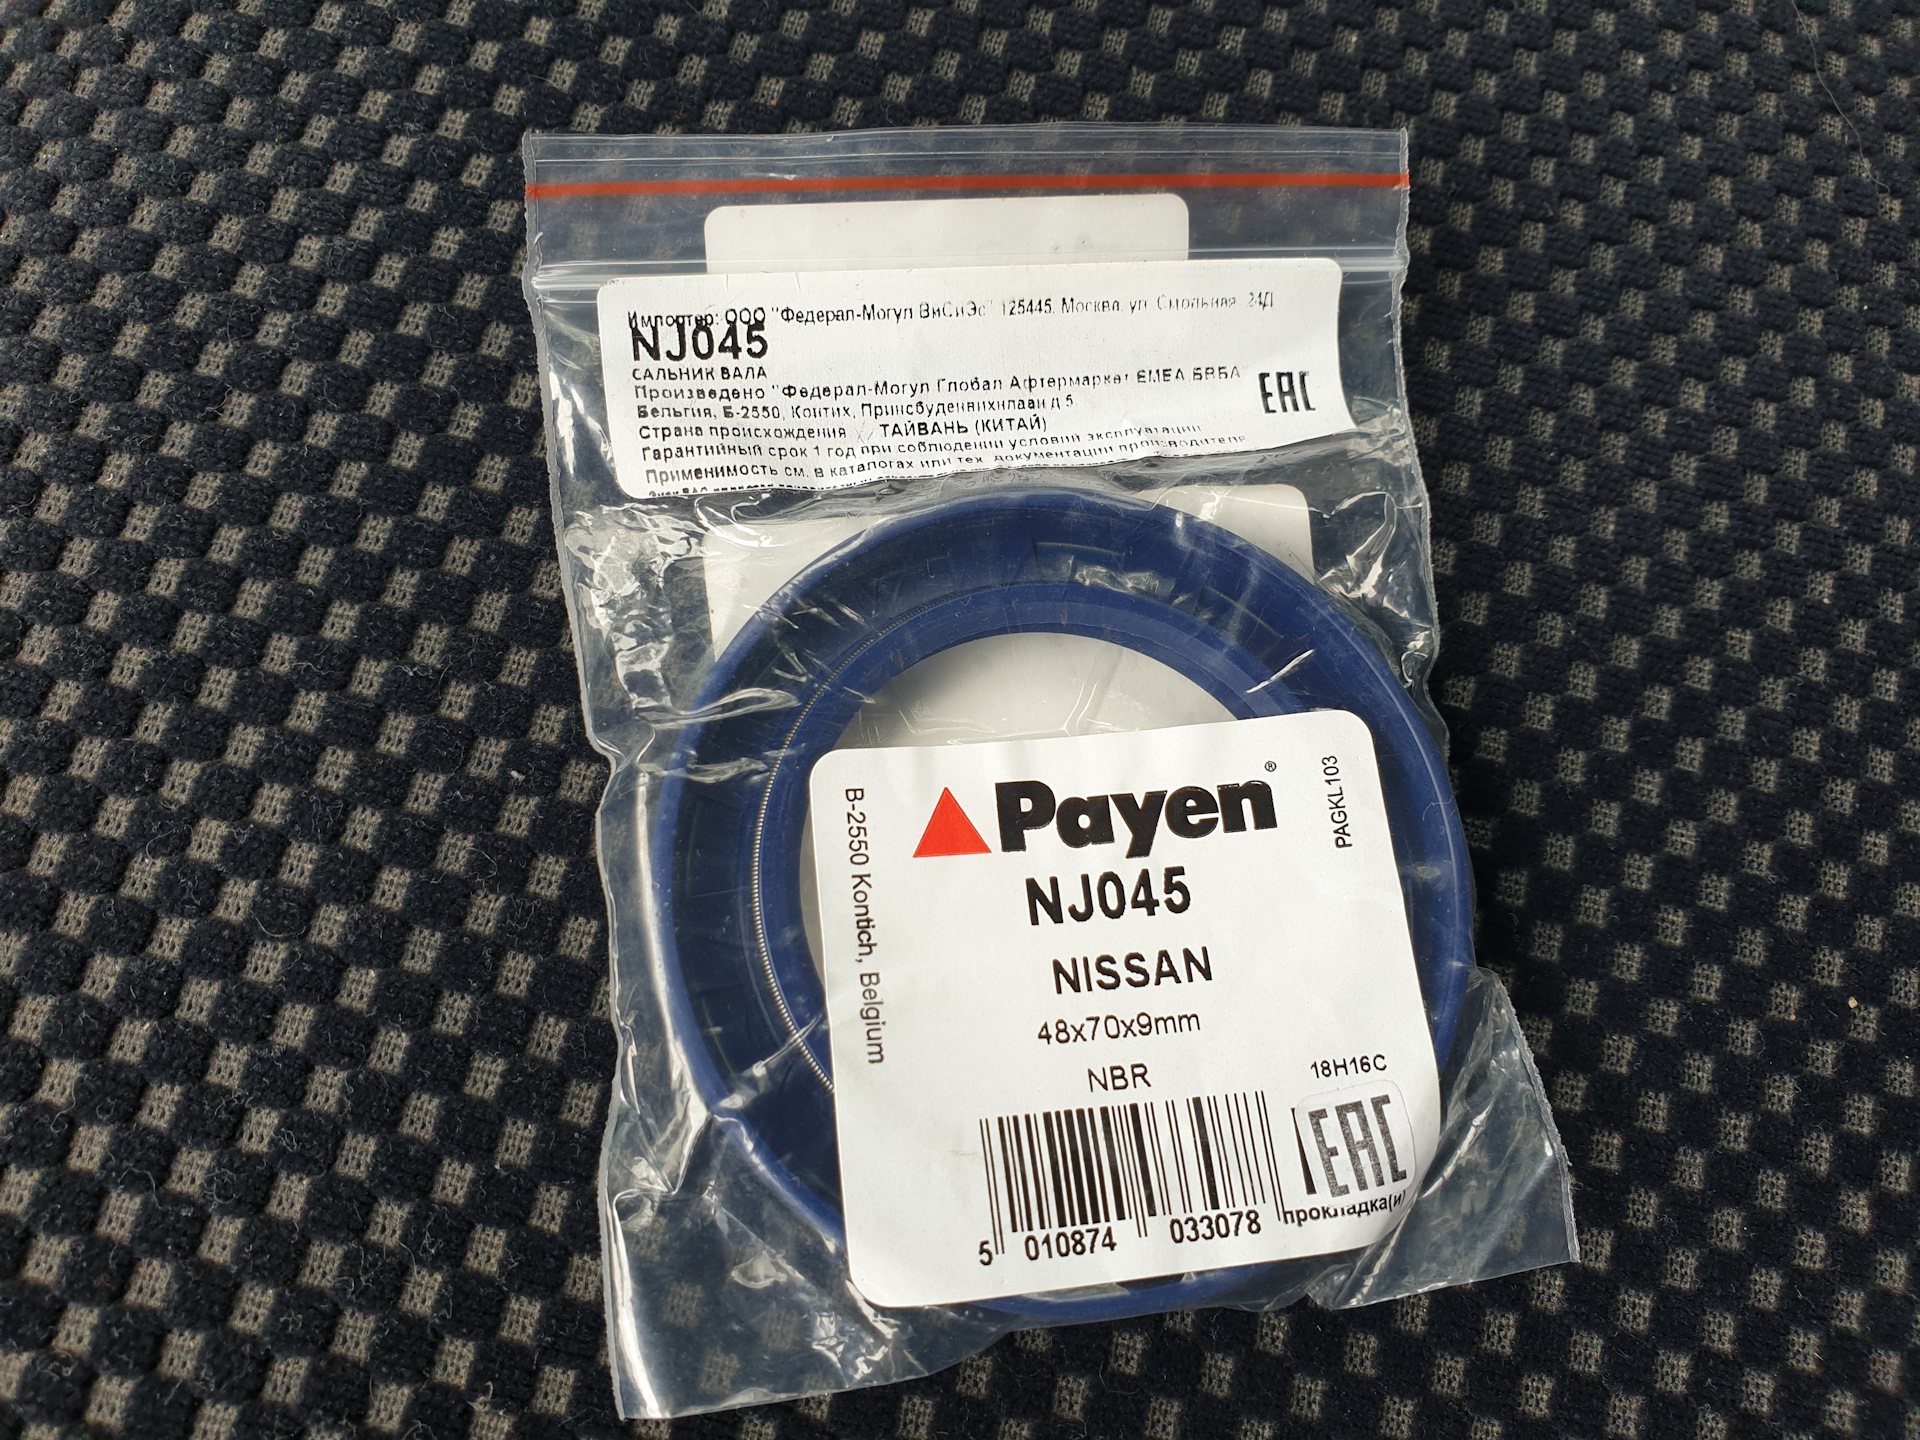 Импортер: ООО "Федерал-Могул ВиСиЭс" 125445, Москва, ул. Смольная, 24Д
NJ045
САЛЬНИК ВАЛА
Произведено "Федерал-Могул Глобал Афтермаркет ЕМЕА БВБА"
Бельгия, Б-2550, Контих, Принсбуденвихнлаан д 5
Страна происхождения ТАЙВАНЬ (КИТАЙ)
Гарантийный срок 1 год при соблюдении условий эксплуатации
Применимость см. в каталогах или тех. документации производителя
EAC
Payen®
PAGKL103
B-2550 Kontich, Belgium
NJ045
NISSAN
48x70x9mm
NBR
18H16C
EAC
прокладка(и)
5 010874 033078